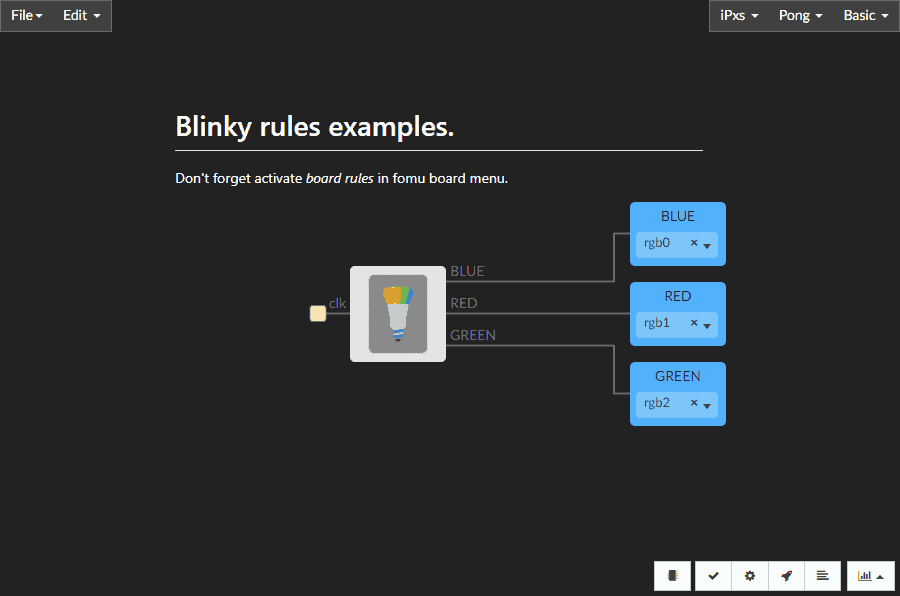 File Edit iPxs Pong Basic
Blinky rules examples.
Don't forget activate board rules in fomu board menu.
BLUE
rgb0 ×
BLUE
RED
clk
RED
rgb1 ×
GREEN
GREEN
rgb2 ×